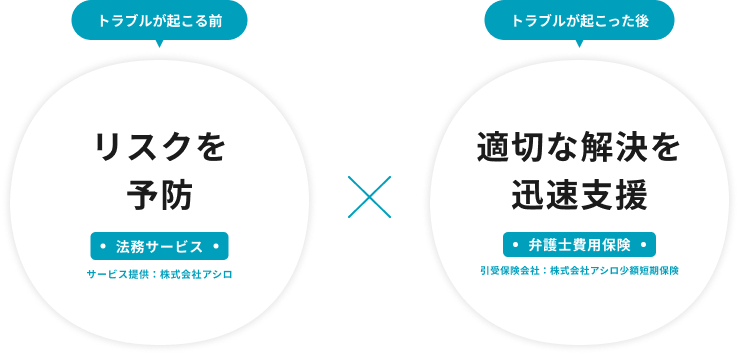 トラブルが起こる前
リスクを
予防
• 法務サービス •
サービス提供：株式会社アシロ
トラブルが起こった後
適切な解決を
迅速支援
• 弁護士費用保険 •
引受保険会社：株式会社アシロ少額短期保険